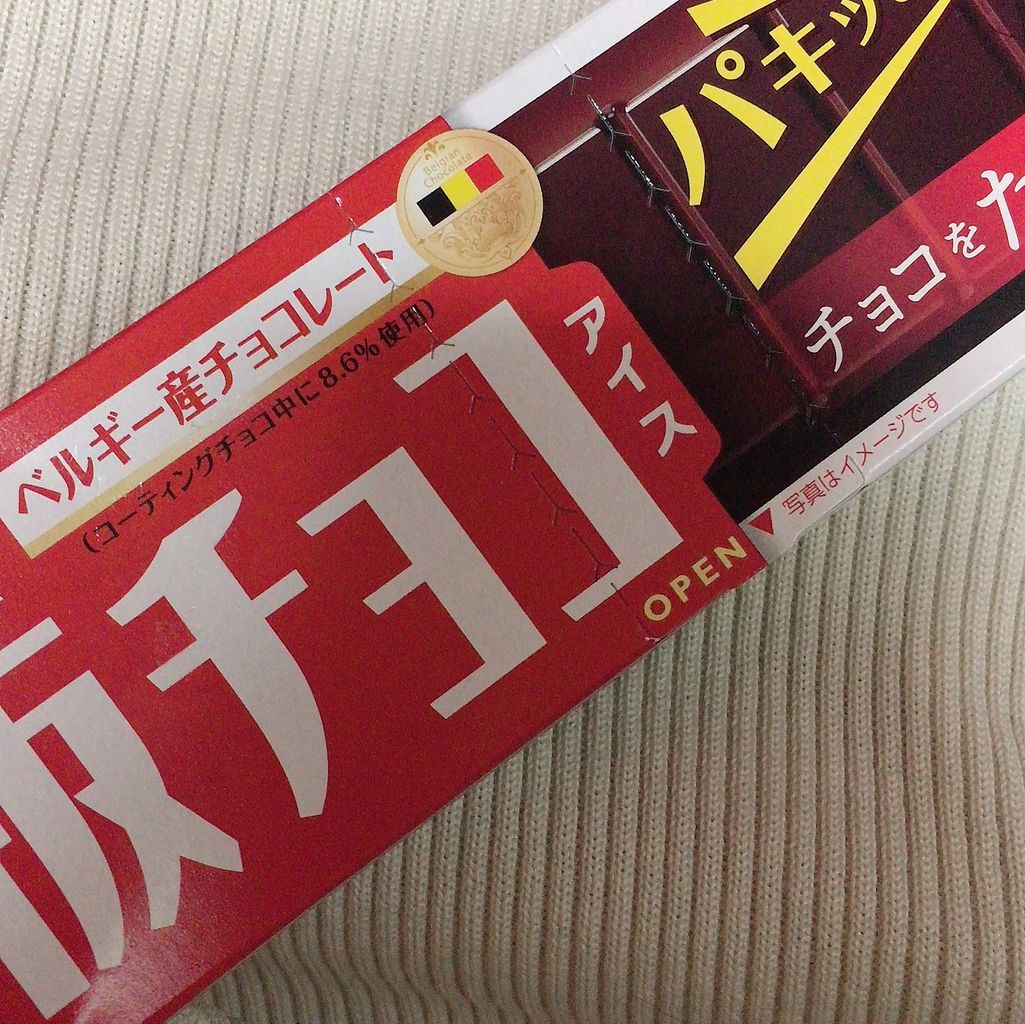 Belgian
Chocolate
ベルギー産チョコレート
(コーティングチョコ中に8.6%使用)
板チョコ
アイス
OPEN
パキッ
チョコをた
写真はイメージです